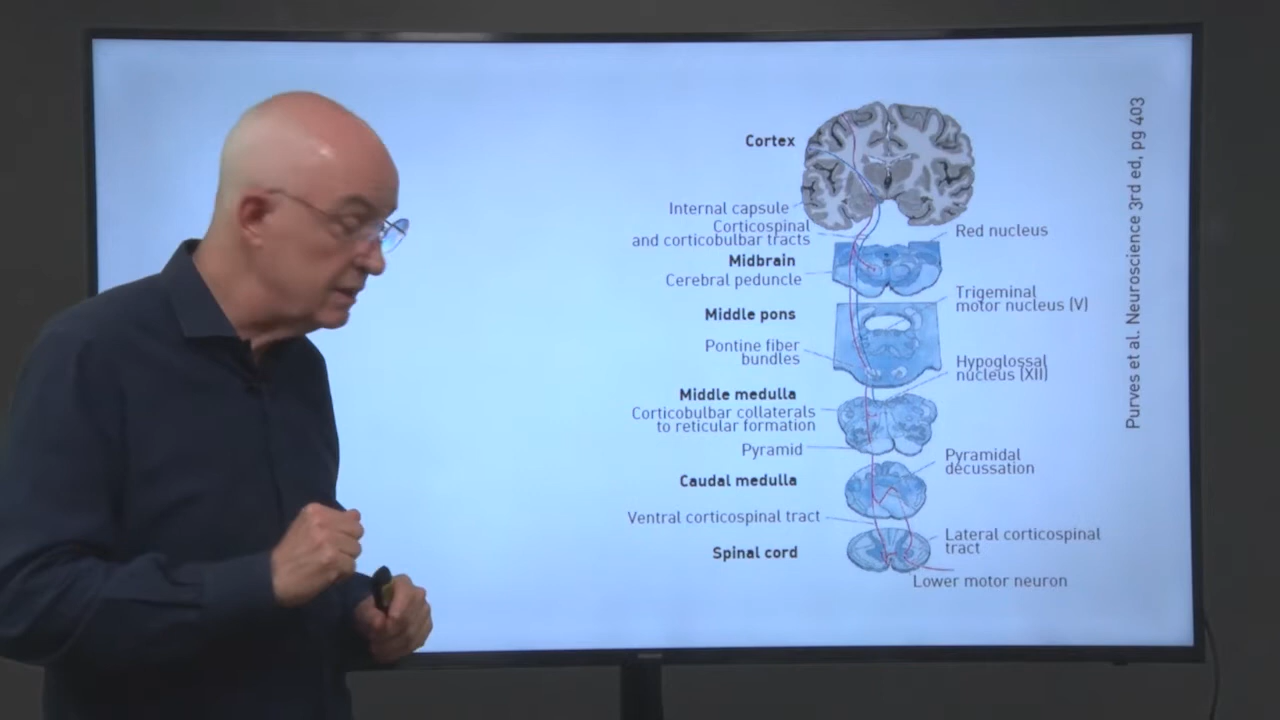 Cortex
Internal capsule
Corticospinal
and corticobulbar tracts
Red nucleus
Midbrain
Cerebral peduncle
Trigeminal
motor nucleus (V)
Middle pons
Pontine fiber
bundles
Hypoglossal
nucleus (XII)
Middle medulla
Corticobulbar collaterals
to reticular formation
Pyramid
Pyramidal
decussation
Caudal medulla
Ventral corticospinal tract
Lateral corticospinal
tract
Spinal cord
Lower motor neuron
Purves et al. Neuroscience 3rd ed, pg 403